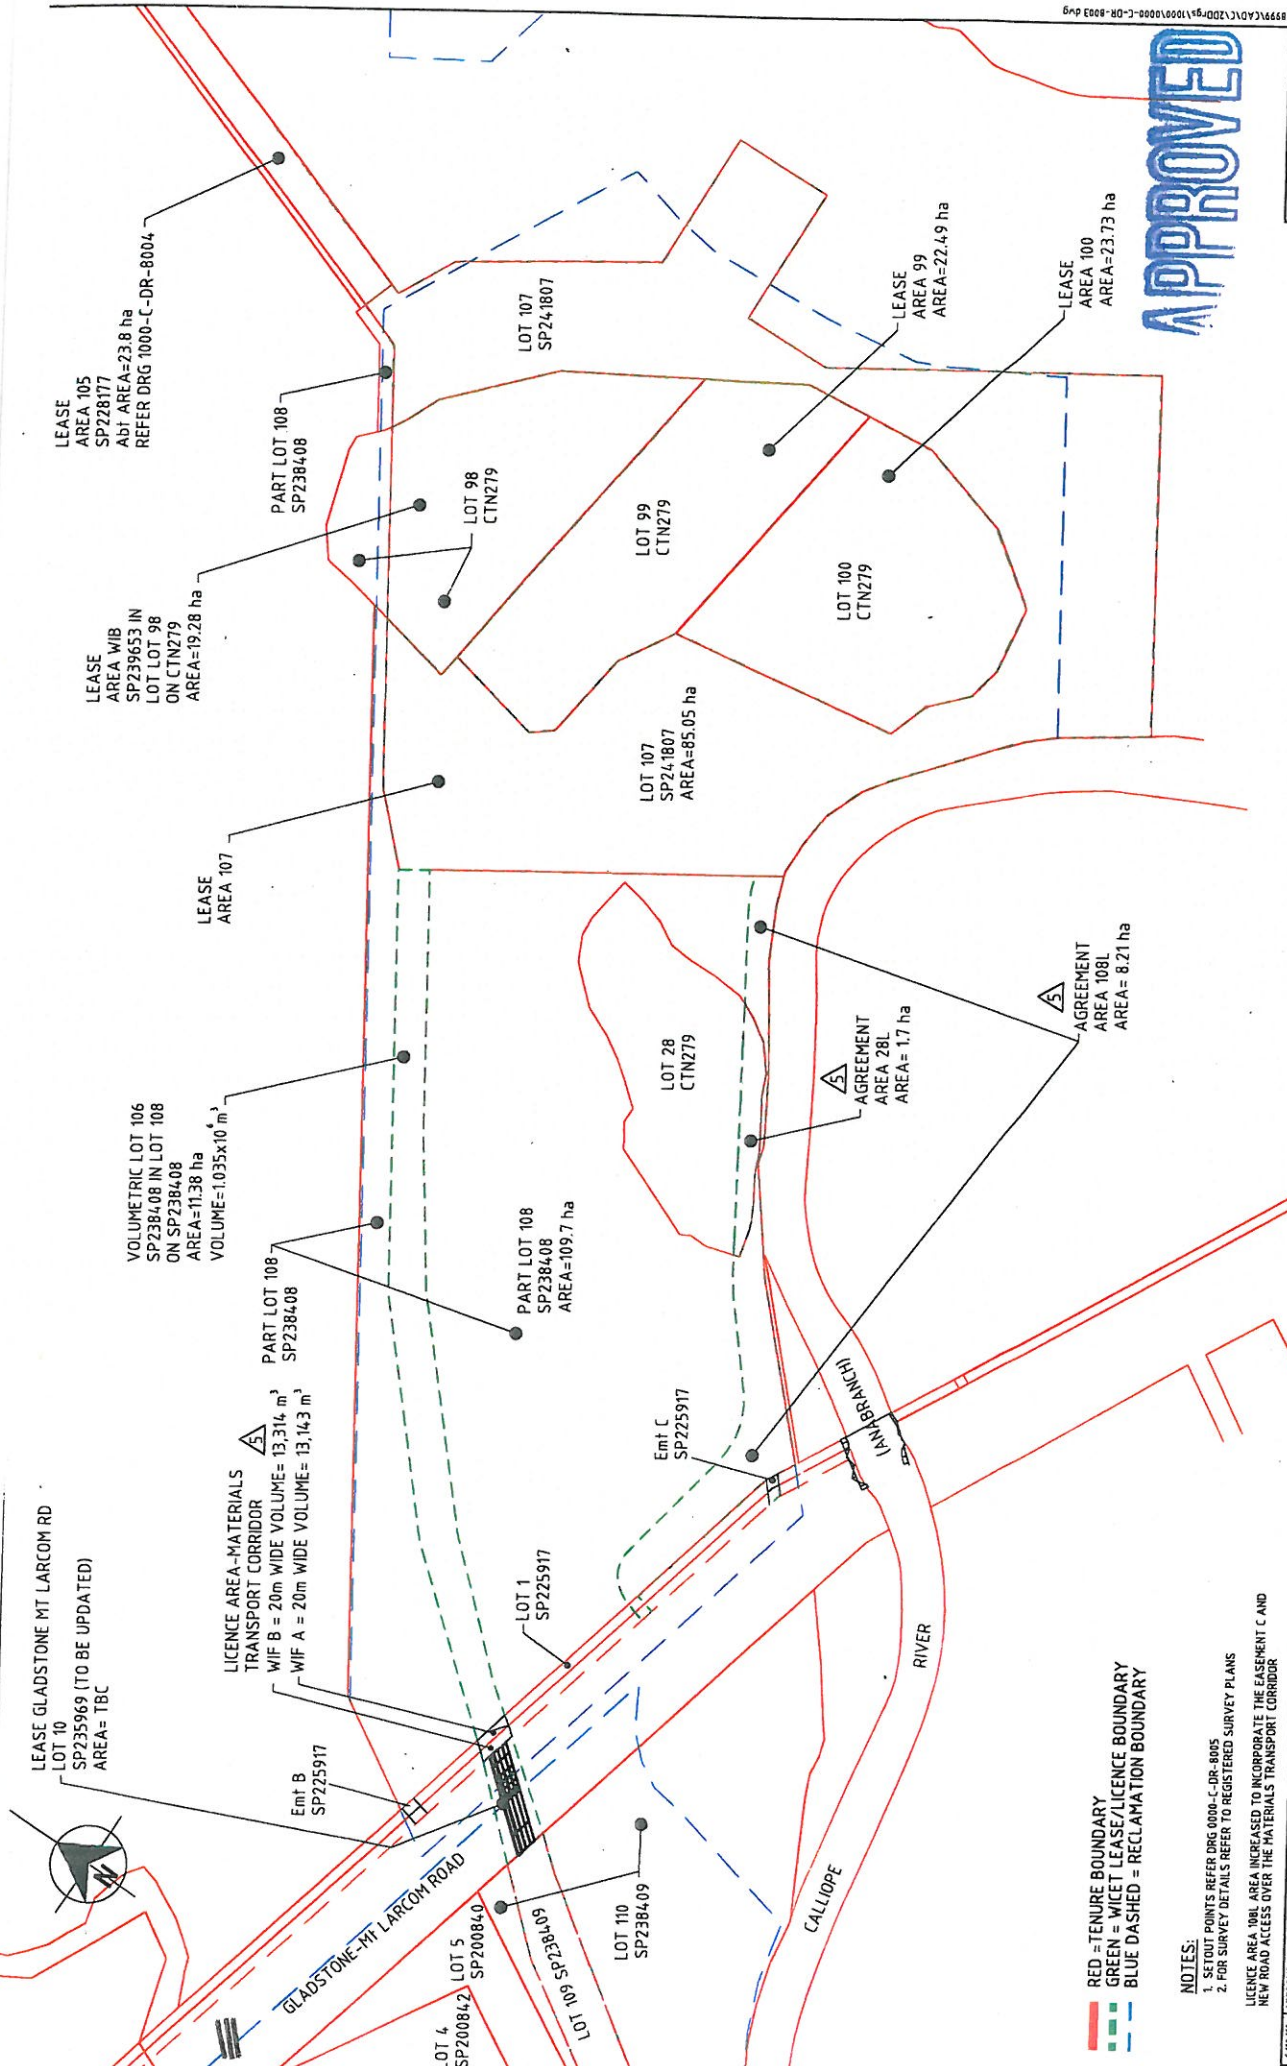 LEASE GLADSTONE MT LARCOM RD
LOT 10
SP235969 (TO BE UPDATED)
AREA= TBC
LICENCE AREA-MATERIALS
TRANSPORT CORRIDOR
WIF B = 20m WIDE VOLUME= 13,314 m³
WIF A = 20m WIDE VOLUME= 13,143 m³
5
VOLUMETRIC LOT 106
SP238408 IN LOT 108
ON SP238408
AREA=11.38 ha
VOLUME=1.035x10⁶m³
LEASE
AREA WIB
SP239653 IN
LOT LOT 98
ON CTN279
AREA=19.28 ha
LEASE
AREA 105
SP228177
Abt AREA=23.8 ha
REFER DRG 1000-C-DR-8004
PART LOT 108
SP238408
LEASE
AREA 107
PART LOT 108
SP238408
N
Emt B
SP225917
LOT 1
SP225917
PART LOT 108
SP238408
AREA=109.7 ha
LOT 98
CTN279
LOT 107
SP241807
GLADSTONE-Mt LARCOM ROAD
LOT 5
SP200840
LOT 4
SP200842
LOT 109 SP238409
LOT 110
SP238409
Emt C
SP225917
LOT 28
CTN279
LOT 107
SP241807
AREA=85.05 ha
LOT 99
CTN279
LOT 100
CTN279
LEASE
AREA 99
AREA=22.49 ha
LEASE
AREA 100
AREA=23.73 ha
5
AGREEMENT
AREA 28L
AREA= 1.7 ha
5
AGREEMENT
AREA 108L
AREA= 8.21 ha
(ANABRANCH)
CALLIOPE
RIVER
RED =TENURE BOUNDARY
GREEN = WICET LEASE/LICENCE BOUNDARY
BLUE DASHED = RECLAMATION BOUNDARY
NOTES:
1. SETOUT POINTS REFER DRG 0000-C-DR-8005
2. FOR SURVEY DETAILS REFER TO REGISTERED SURVEY PLANS
LICENCE AREA 108L AREA INCREASED TO INCORPORATE THE EASEMENT C AND
NEW ROAD ACCESS OVER THE MATERIALS TRANSPORT CORRIDOR
APPROVED
8999\CAD\C\2DDrgs\1000\0000-C-DR-8003 dwg